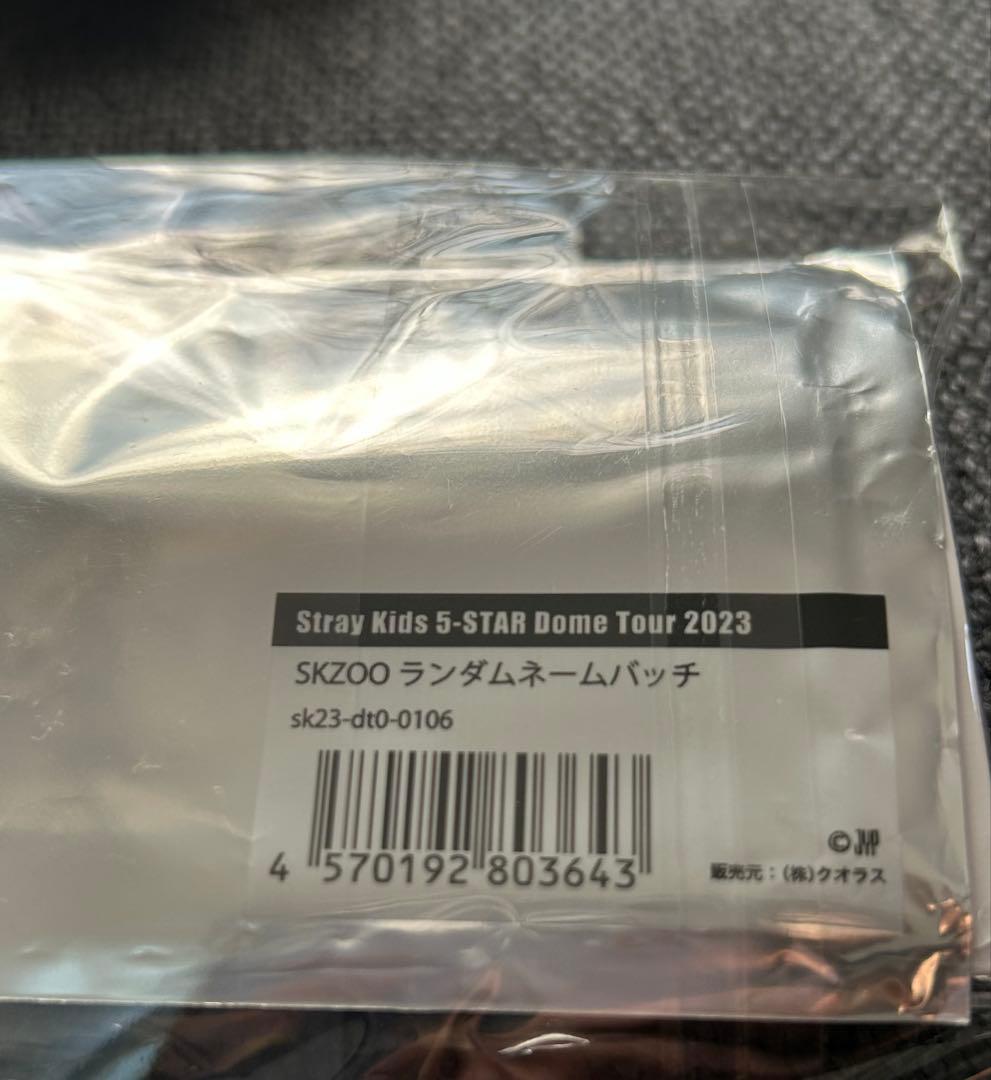 Stray Kids 5-STAR Dome Tour 2023
SKZOO ランダムネームバッチ
sk23-dt0-0106
4 570192 803643
©JYP
販売元：(株)クオラス